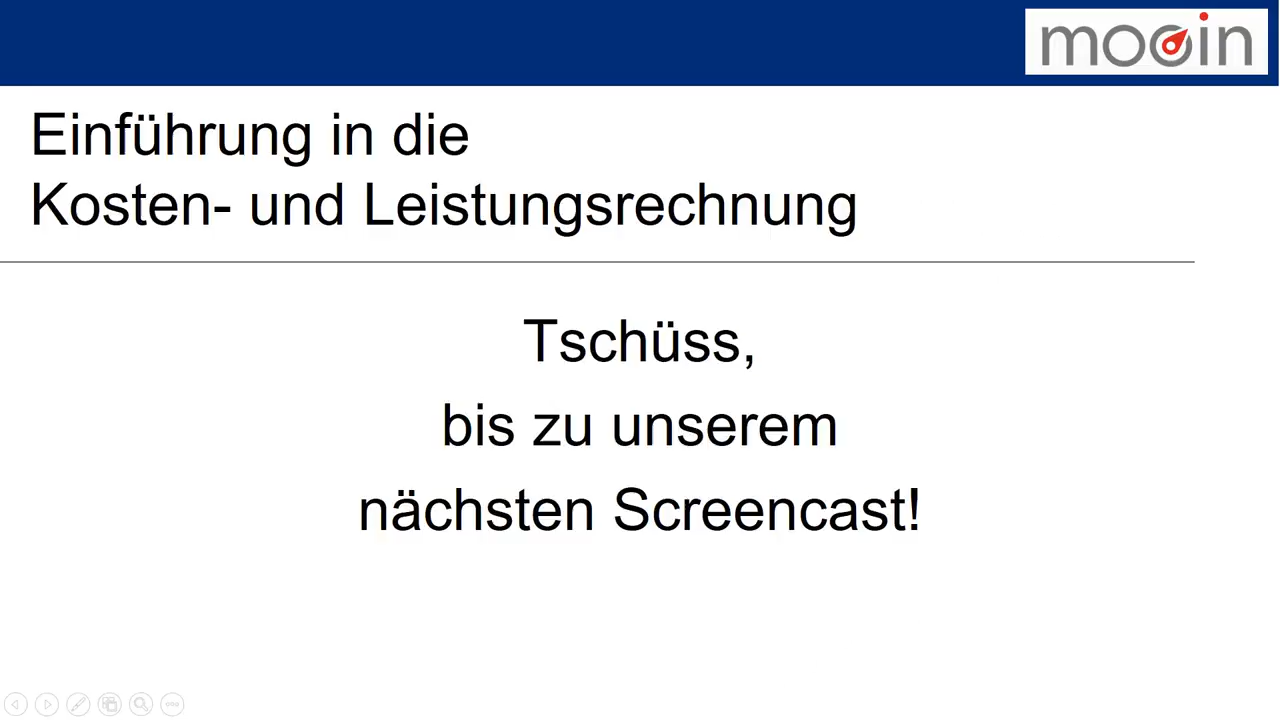 mooin
Einführung in die
Kosten- und Leistungsrechnung
Tschüss,
bis zu unserem
nächsten Screencast!